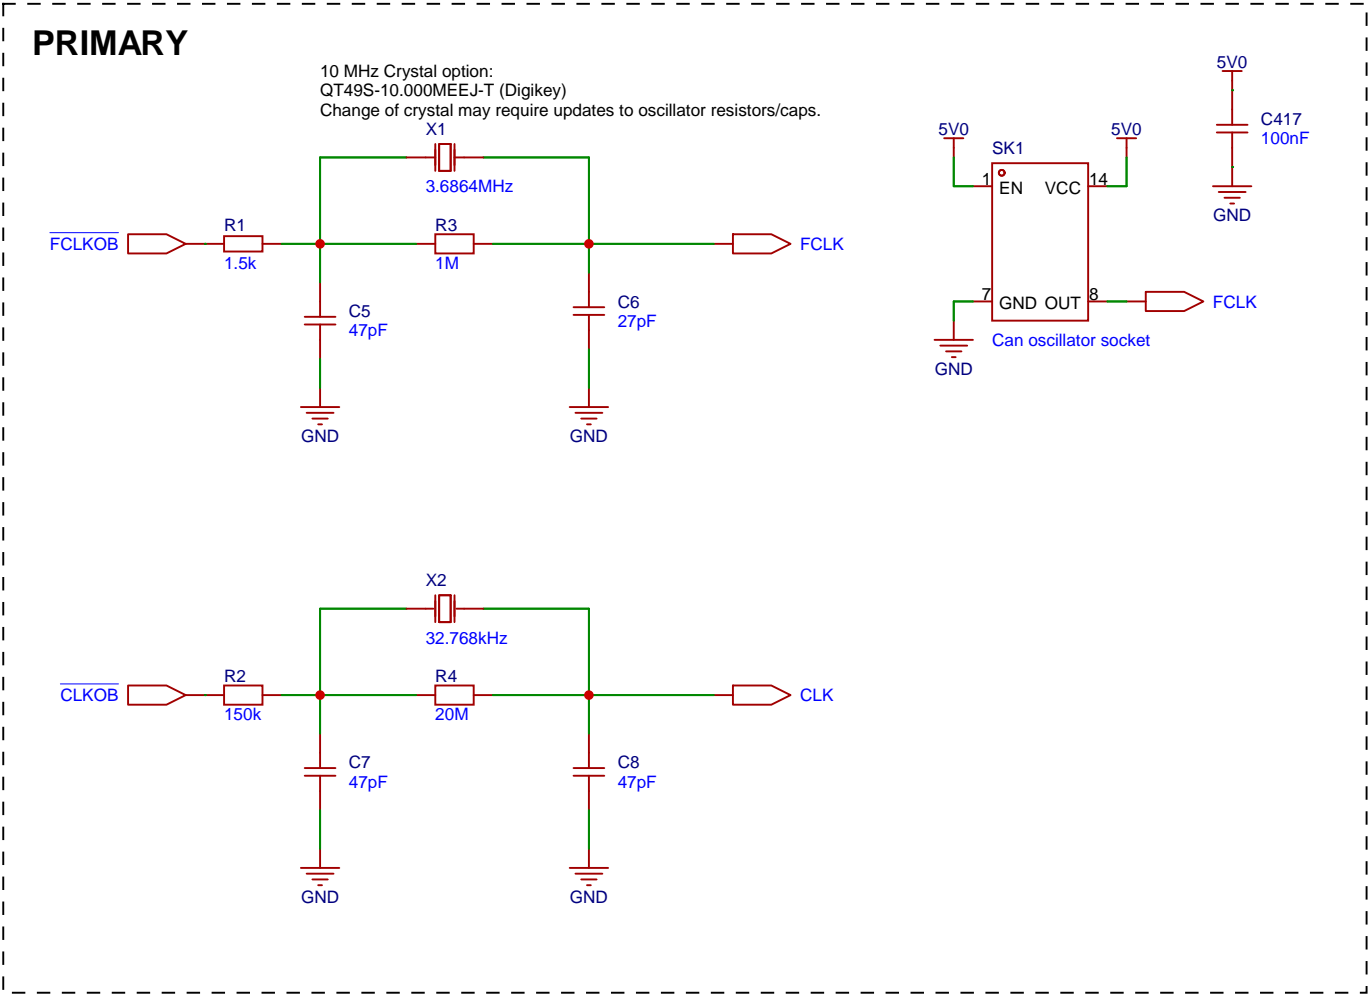 PRIMARY
10 MHz Crystal option:
QT49S-10.000MEEJ-T (Digikey)
Change of crystal may require updates to oscillator resistors/caps.
X1
3.6864MHz
FCLKOB
R1
1.5k
R3
1M
FCLK
C5
47pF
C6
27pF
GND
GND
5V0
SK1
5V0
1
EN
VCC
14
7
GND
OUT
8
FCLK
GND
Can oscillator socket
5V0
C417
100nF
GND
X2
32.768kHz
CLKOB
R2
150k
R4
20M
CLK
C7
47pF
C8
47pF
GND
GND